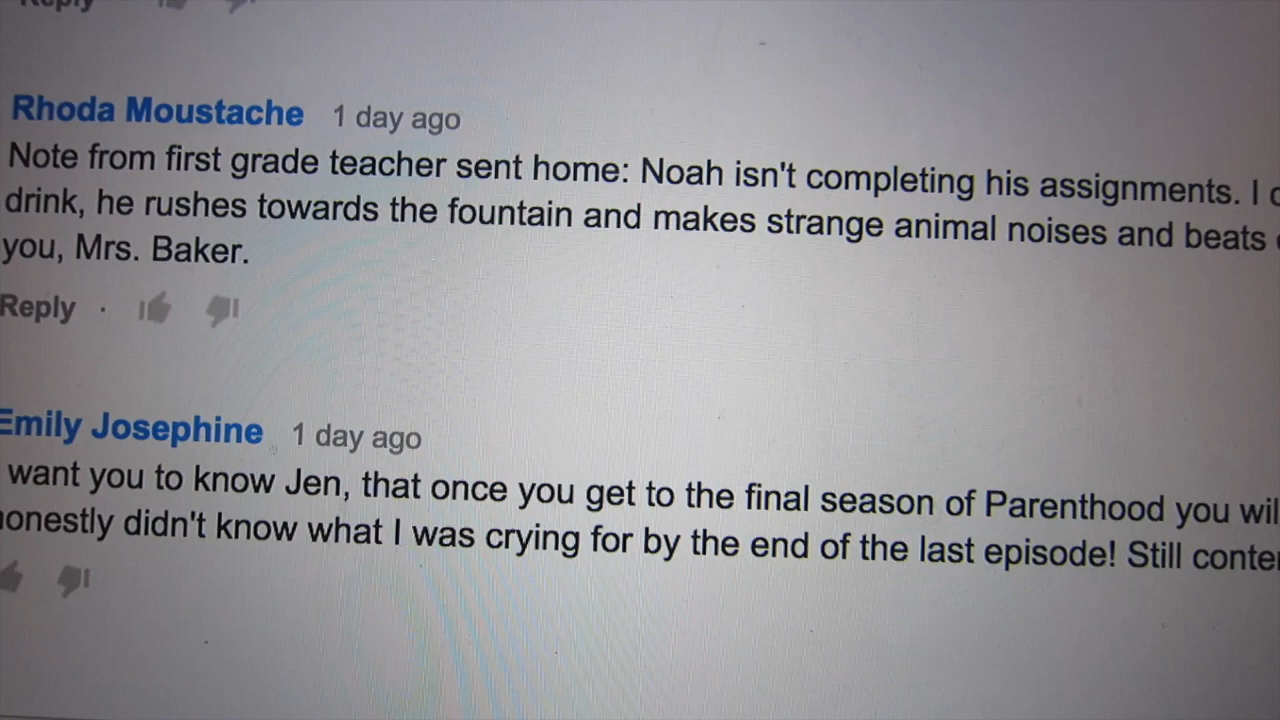 Reply
Rhoda Moustache 1 day ago
Note from first grade teacher sent home: Noah isn't completing his assignments. I
drink, he rushes towards the fountain and makes strange animal noises and beats
you, Mrs. Baker.
Reply ·
Emily Josephine 1 day ago
want you to know Jen, that once you get to the final season of Parenthood you wil
honestly didn't know what I was crying for by the end of the last episode! Still conte